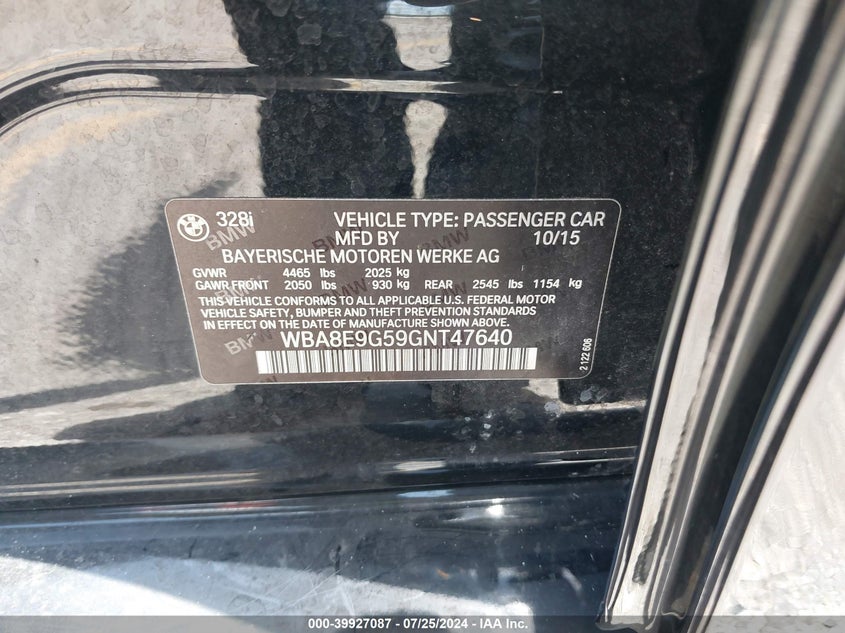 328i VEHICLE TYPE: PASSENGER CAR
MFD BY 10/15
BAYERISCHE MOTOREN WERKE AG
GVWR 4465 lbs 2025 kg
GAWR FRONT 2050 lbs 930 kg REAR 2545 lbs 1154 kg
THIS VEHICLE CONFORMS TO ALL APPLICABLE U.S. FEDERAL MOTOR
VEHICLE SAFETY, BUMPER AND THEFT PREVENTION STANDARDS
IN EFFECT ON THE DATE OF MANUFACTURE SHOWN ABOVE.
WBA8E9G59GNT47640
2 122 606
000-39927087 - 07/25/2024 - IAA Inc.